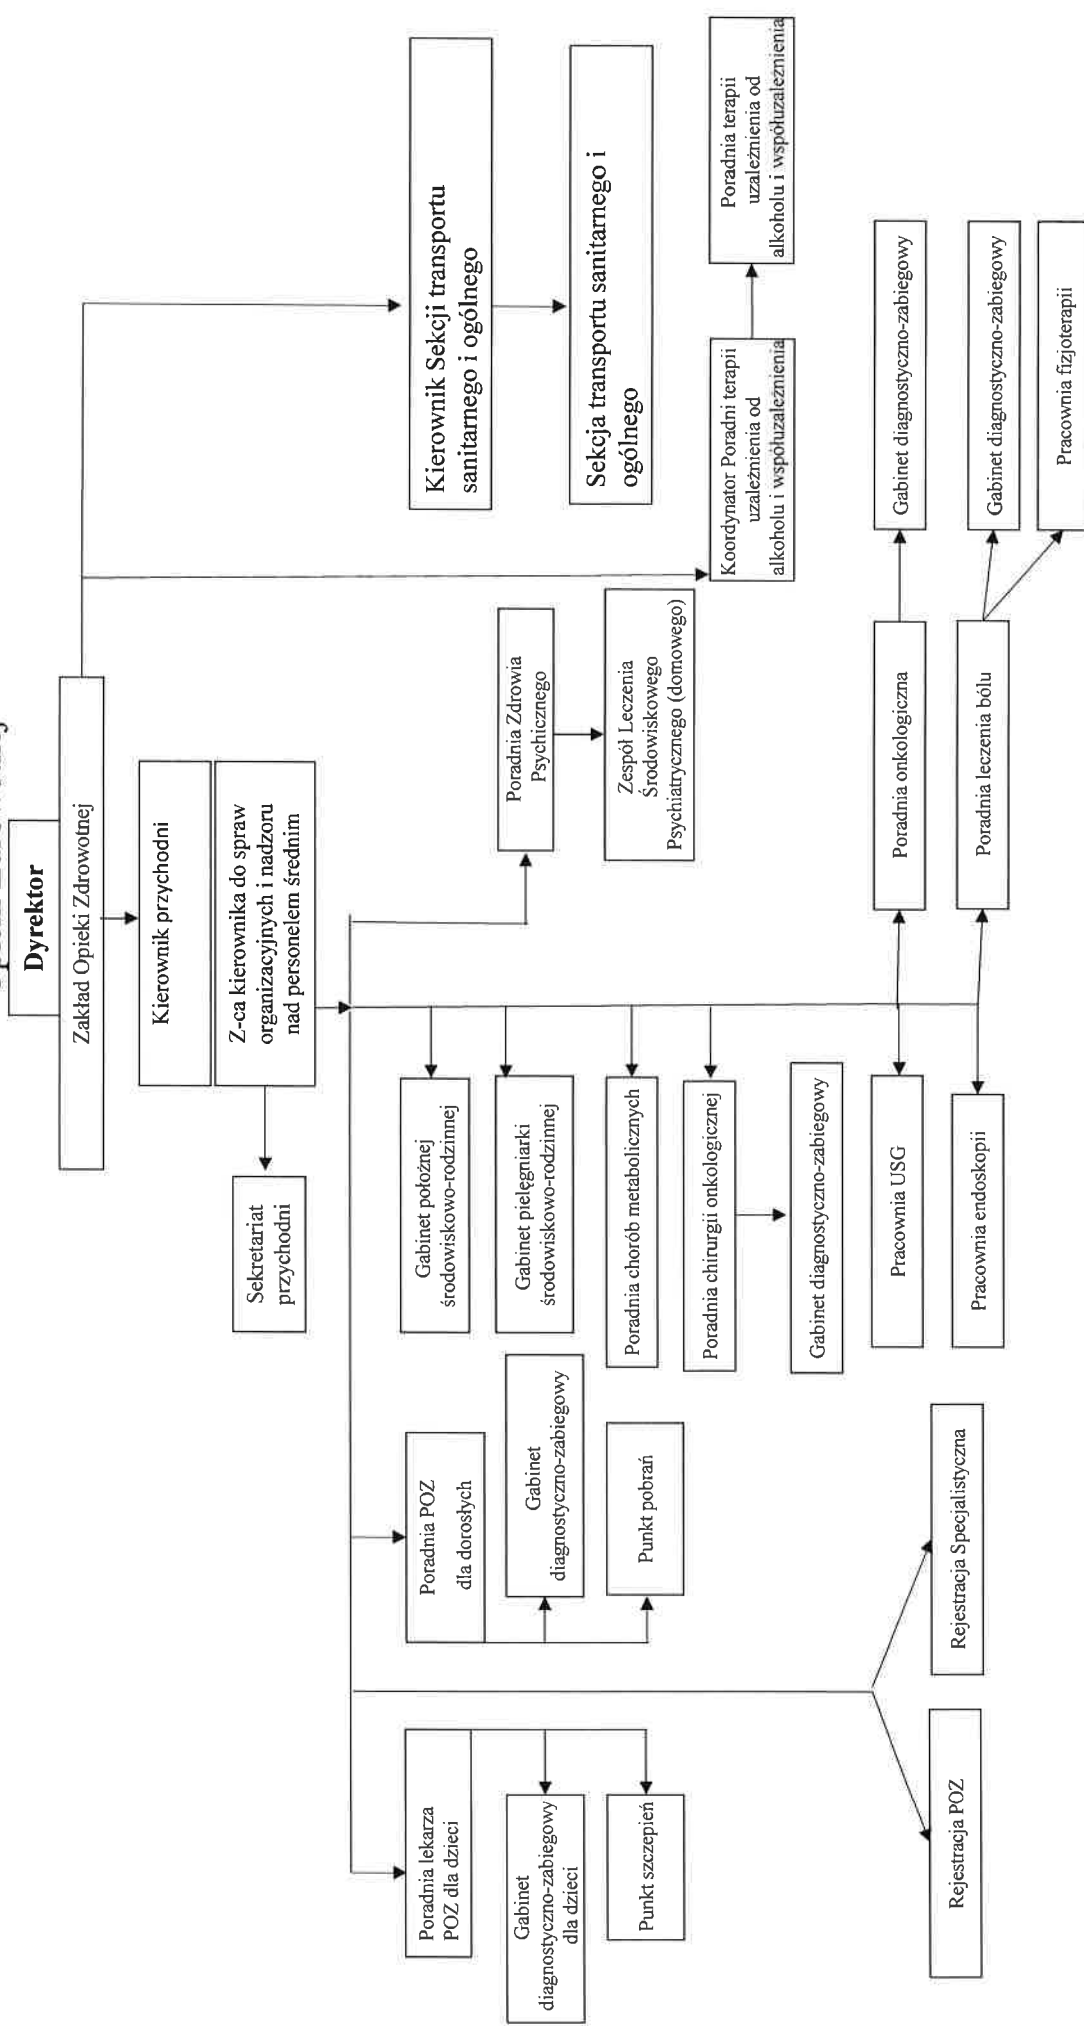 Dyrektor
Zakład Opieki Zdrowotnej
Kierownik przychodni
Z-ca kierownika do spraw
organizacyjnych i nadzoru
nad personelem średnim
Sekretariat
przychodni
Kierownik Sekcji transportu
sanitarnego i ogólnego
Sekcja transportu sanitarnego i
ogólnego
Koordynator Poradni terapii
uzależnienia od
alkoholu i współuzależnienia
Poradnia terapii
uzależnienia od
alkoholu i współuzależnienia
Poradnia lekarza
POZ dla dzieci
Gabinet
diagnostyczno-zabiegowy
dla dzieci
Punkt szczepień
Poradnia POZ
dla dorosłych
Gabinet
diagnostyczno-zabiegowy
Punkt pobrań
Gabinet położnej
środowiskowo-rodzinnej
Gabinet pielęgniarki
środowiskowo-rodzinnej
Poradnia chorób metabolicznych
Poradnia chirurgii onkologicznej
Gabinet diagnostyczno-zabiegowy
Pracownia USG
Pracownia endoskopii
Poradnia Zdrowia
Psychicznego
Zespół Leczenia
Środowiskowego
Psychiatrycznego (domowego)
Poradnia onkologiczna
Gabinet diagnostyczno-zabiegowy
Poradnia leczenia bólu
Gabinet diagnostyczno-zabiegowy
Pracownia fizjoterapii
Rejestracja POZ
Rejestracja Specjalistyczna